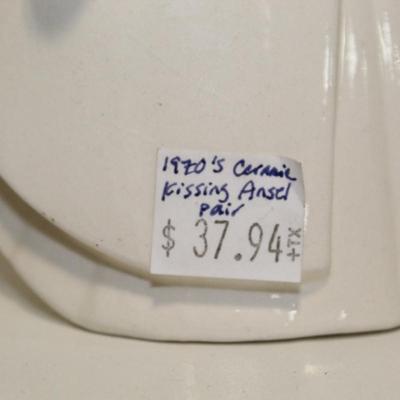 1970's Ceramic
Kissing Angel
pair
$ 37.94 +TX